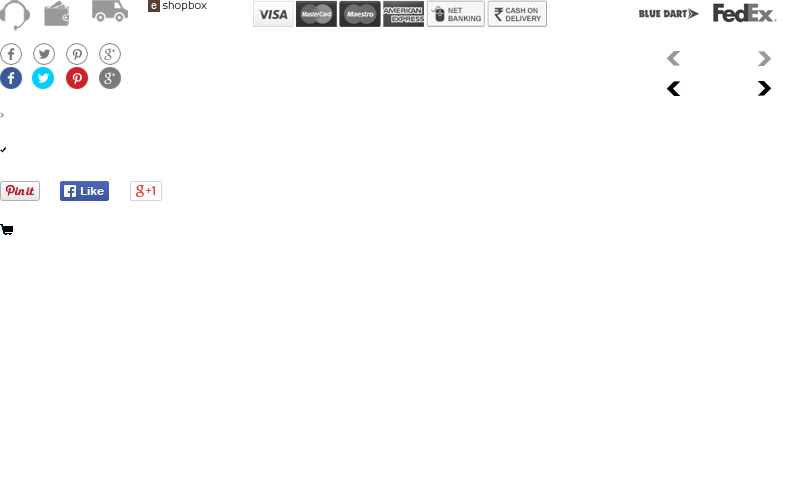 e shopbox
VISA
MasterCard
Maestro
AMERICAN
EXPRESS
NET
BANKING
₹ CASH ON
DELIVERY
BLUE DART
FedEx.
f
g+
f
g+
Pin it
f Like
g+1